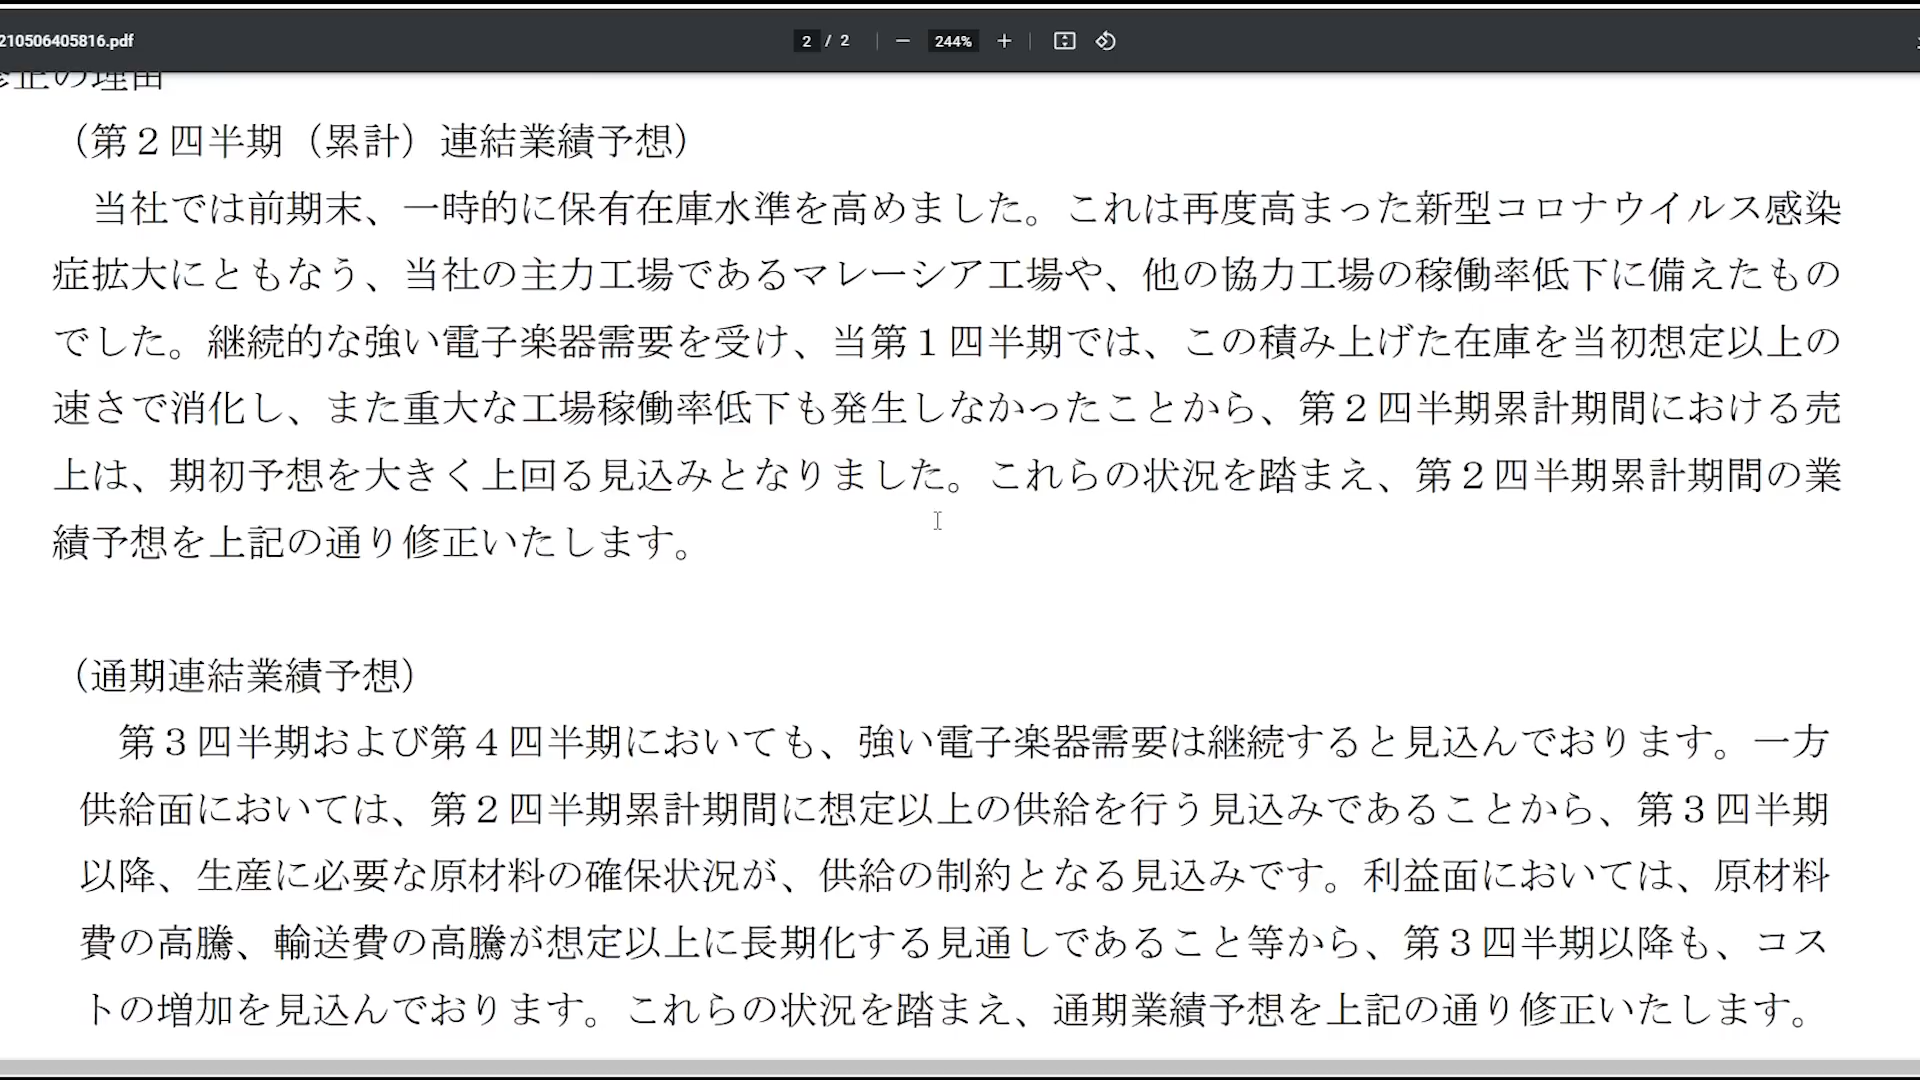 210506405816.pdf
2 / 2
244%
修正の理由
(第２四半期（累計）連結業績予想)
当社では前期末、一時的に保有在庫水準を高めました。これは再度高まった新型コロナウイルス感染
症拡大にともなう、当社の主力工場であるマレーシア工場や、他の協力工場の稼働率低下に備えたもの
でした。継続的な強い電子楽器需要を受け、当第１四半期では、この積み上げた在庫を当初想定以上の
速さで消化し、また重大な工場稼働率低下も発生しなかったことから、第２四半期累計期間における売
上は、期初予想を大きく上回る見込みとなりました。これらの状況を踏まえ、第２四半期累計期間の業
績予想を上記の通り修正いたします。
(通期連結業績予想)
第３四半期および第４四半期においても、強い電子楽器需要は継続すると見込んでおります。一方
供給面においては、第２四半期累計期間に想定以上の供給を行う見込みであることから、第３四半期
以降、生産に必要な原材料の確保状況が、供給の制約となる見込みです。利益面においては、原材料
費の高騰、輸送費の高騰が想定以上に長期化する見通しであること等から、第３四半期以降も、コス
トの増加を見込んでおります。これらの状況を踏まえ、通期業績予想を上記の通り修正いたします。